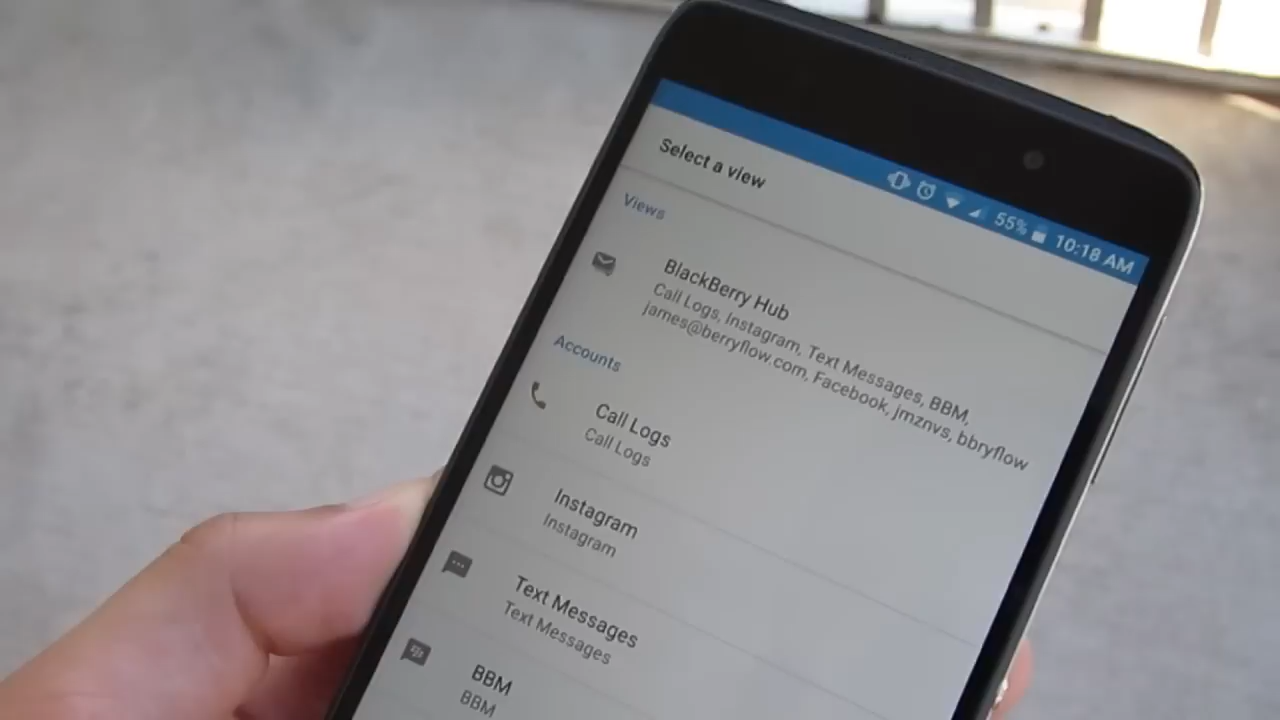 55% 10:18 AM
Select a view
Views
BlackBerry Hub
Call Logs, Instagram, Text Messages, BBM,
james@berryflow.com, Facebook, jmznvs, bbryflow
Accounts
Call Logs
Call Logs
Instagram
Instagram
Text Messages
Text Messages
BBM
BBM